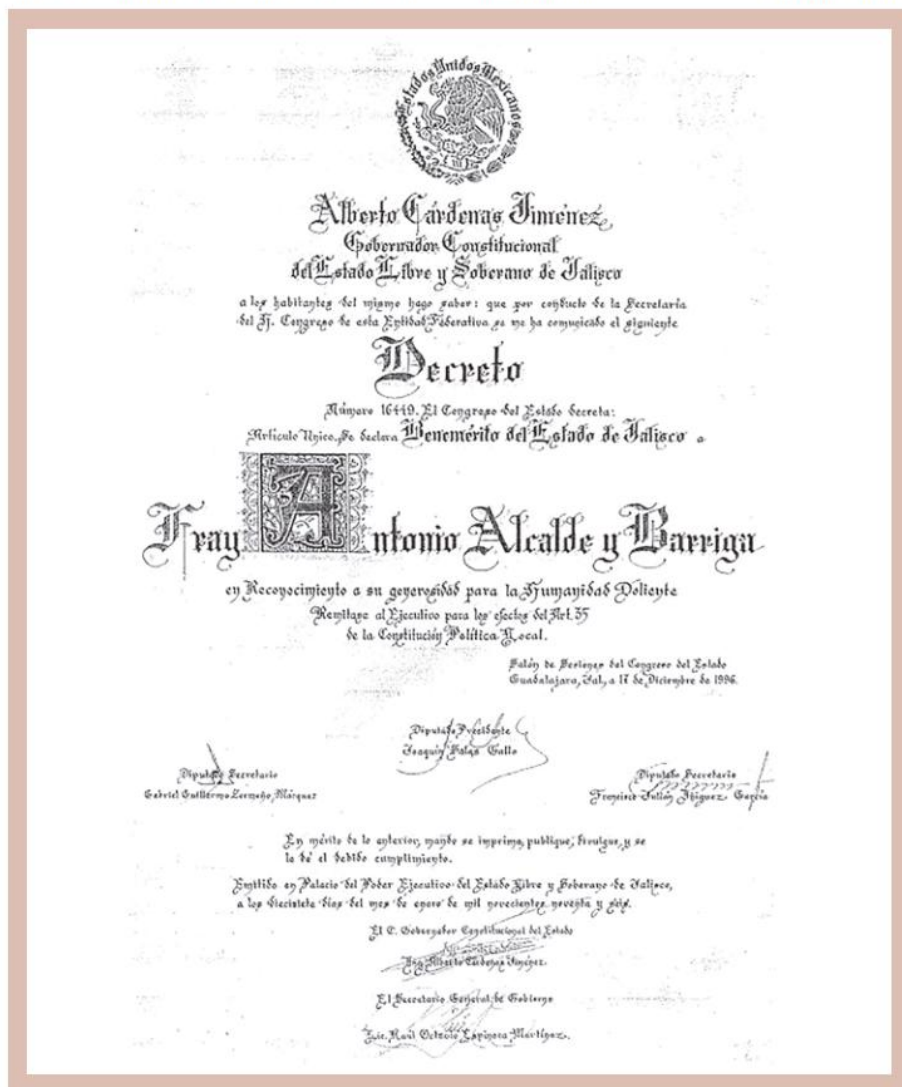 Estados Unidos Mexicanos
Alberto Cárdenas Jiménez
Gobernador Constitucional
del Estado Libre y Soberano de Jalisco
a los habitantes del mismo hago saber: que por conducto de la Secretaría
del H. Congreso de esta Entidad Federativa se me ha comunicado el siguiente
Decreto
Número 16449. El Congreso del Estado decreta:
Artículo Único. Se declara Benemérito del Estado de Jalisco a
Fray Antonio Alcalde y Barriga
en Reconocimiento a su generosidad para la Humanidad Doliente
Remítase al Ejecutivo para los efectos del Art. 35
de la Constitución Política Local.
Salón de Sesiones del Congreso del Estado
Guadalajara, Jal., a 17 de Diciembre de 1996.
Diputado Presidente
Joaquín Gallo
Diputado Secretario
Gabriel Guillermo Zermeño Márquez
Diputado Secretario
Francisco Julián Íñiguez García
En mérito de lo anterior, mando se imprima, publique, divulgue, y se
le dé el debido cumplimiento.
Emitido en Palacio del Poder Ejecutivo del Estado Libre y Soberano de Jalisco,
a los diecisiete días del mes de enero de mil novecientos noventa y seis.
El C. Gobernador Constitucional del Estado
Ing. Alberto Cárdenas Jiménez.
El Secretario General de Gobierno
Lic. Raúl Octavio Espinoza Martínez.